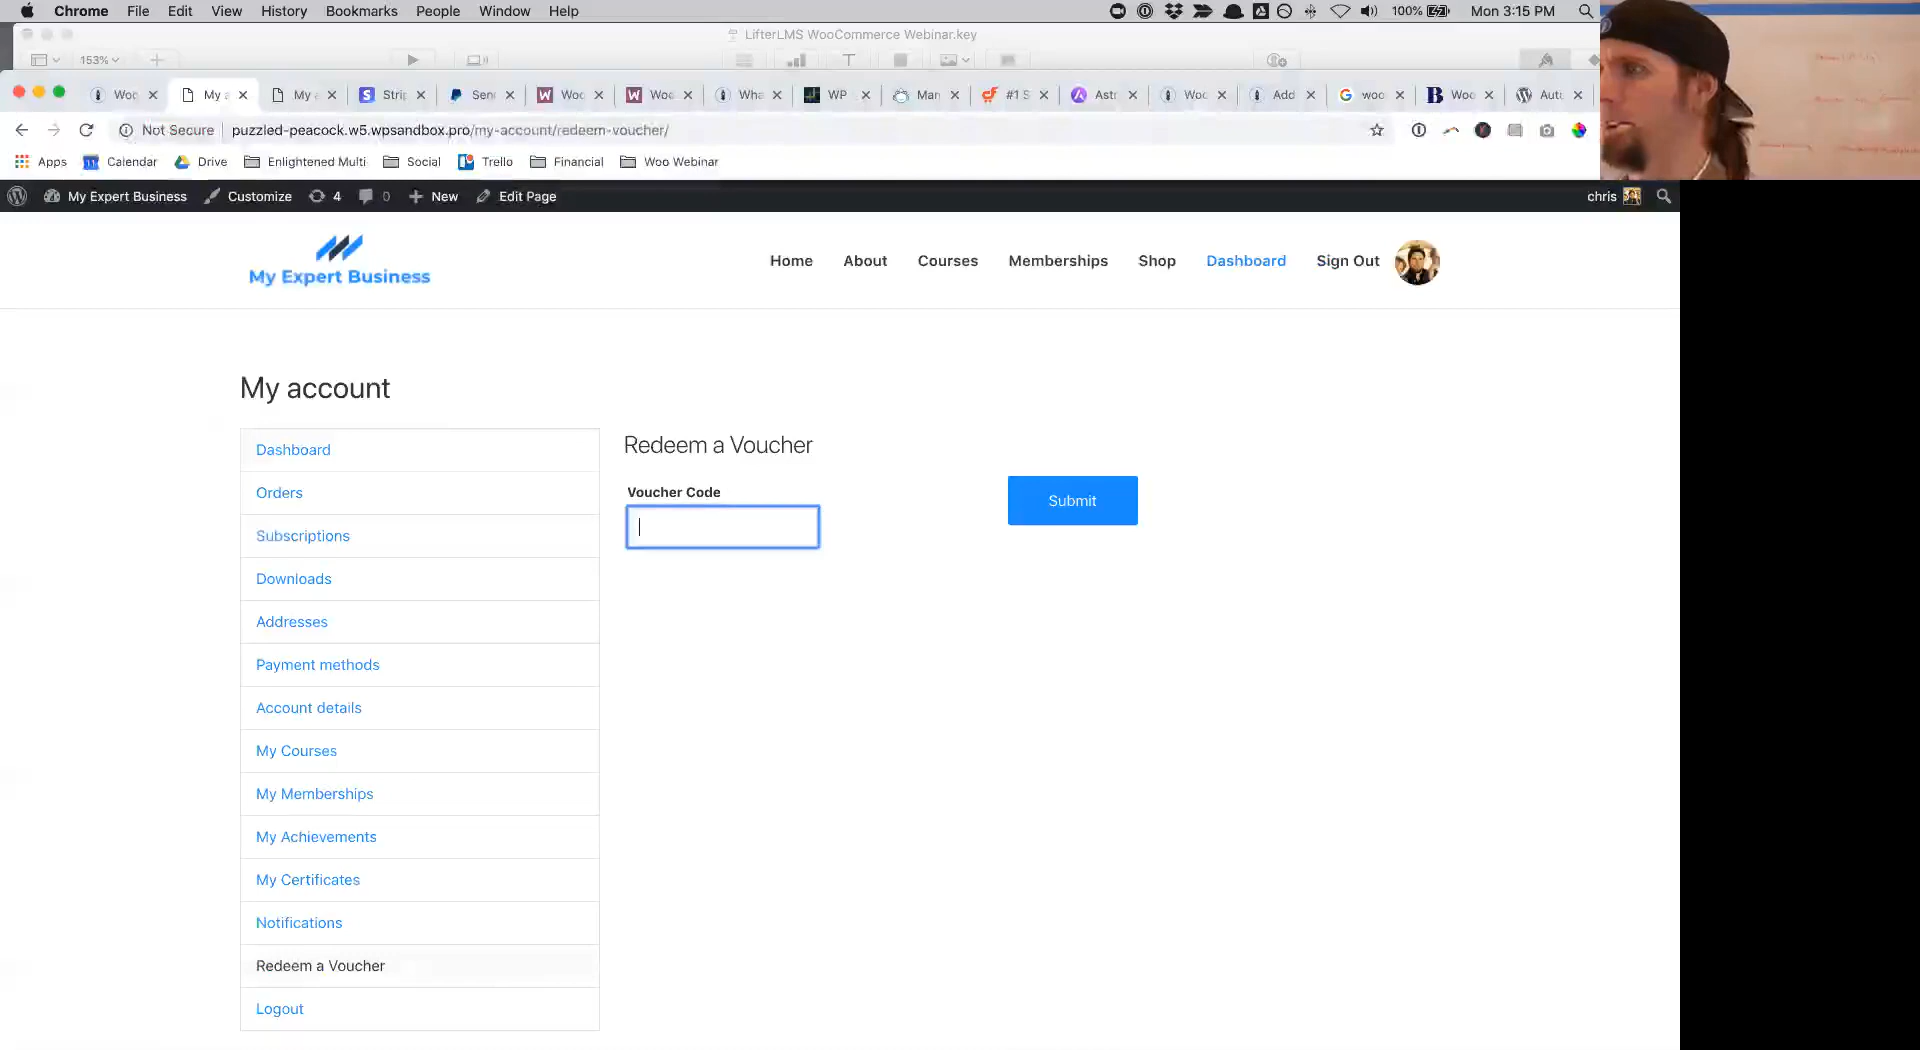 Chrome File Edit View History Bookmarks People Window Help 100% Mon 3:15 PM
LifterLMS WooCommerce Webinar.key
153%
Woo My a My a Strip Sen Woo Woo Wha WP Man #1 S Astr Woo Add woo Woo Auto
Not Secure puzzled-peacock.w5.wpsandbox.pro/my-account/redeem-voucher/
Apps Calendar Drive Enlightened Multi Social Trello Financial Woo Webinar
My Expert Business Customize 4 0 New Edit Page chris
My Expert Business
Home About Courses Memberships Shop Dashboard Sign Out
My account
Dashboard
Orders
Subscriptions
Downloads
Addresses
Payment methods
Account details
My Courses
My Memberships
My Achievements
My Certificates
Notifications
Redeem a Voucher
Logout
Redeem a Voucher
Voucher Code
Submit